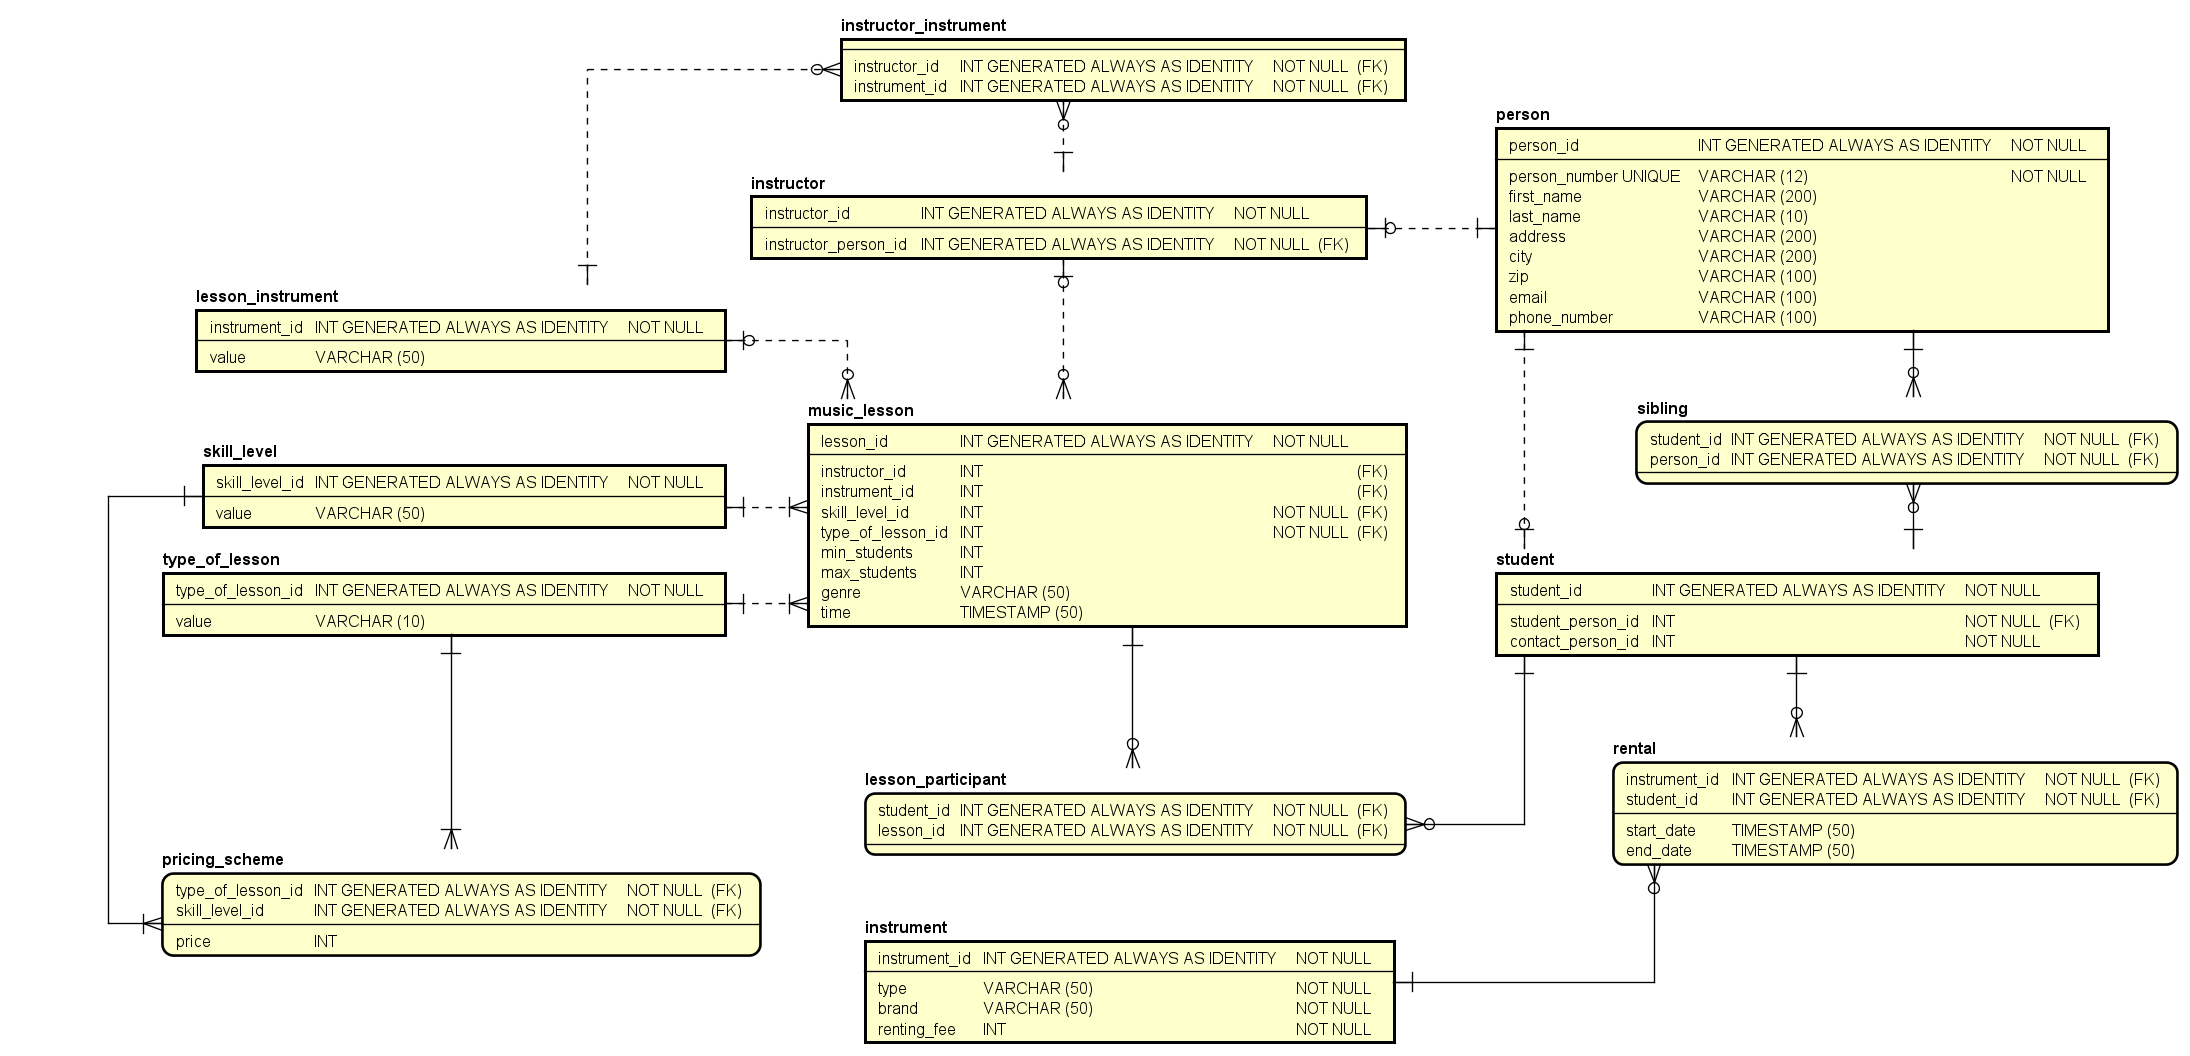 instructor_instrument
instructor_id INT GENERATED ALWAYS AS IDENTITY NOT NULL (FK)
instrument_id INT GENERATED ALWAYS AS IDENTITY NOT NULL (FK)
person
person_id INT GENERATED ALWAYS AS IDENTITY NOT NULL
person_number UNIQUE VARCHAR (12) NOT NULL
first_name VARCHAR (200)
last_name VARCHAR (10)
address VARCHAR (200)
city VARCHAR (200)
zip VARCHAR (100)
email VARCHAR (100)
phone_number VARCHAR (100)
instructor
instructor_id INT GENERATED ALWAYS AS IDENTITY NOT NULL
instructor_person_id INT GENERATED ALWAYS AS IDENTITY NOT NULL (FK)
lesson_instrument
instrument_id INT GENERATED ALWAYS AS IDENTITY NOT NULL
value VARCHAR (50)
music_lesson
lesson_id INT GENERATED ALWAYS AS IDENTITY NOT NULL
instructor_id INT (FK)
instrument_id INT (FK)
skill_level_id INT NOT NULL (FK)
type_of_lesson_id INT NOT NULL (FK)
min_students INT
max_students INT
genre VARCHAR (50)
time TIMESTAMP (50)
sibling
student_id INT GENERATED ALWAYS AS IDENTITY NOT NULL (FK)
person_id INT GENERATED ALWAYS AS IDENTITY NOT NULL (FK)
skill_level
skill_level_id INT GENERATED ALWAYS AS IDENTITY NOT NULL
value VARCHAR (50)
type_of_lesson
type_of_lesson_id INT GENERATED ALWAYS AS IDENTITY NOT NULL
value VARCHAR (10)
student
student_id INT GENERATED ALWAYS AS IDENTITY NOT NULL
student_person_id INT NOT NULL (FK)
contact_person_id INT NOT NULL
rental
instrument_id INT GENERATED ALWAYS AS IDENTITY NOT NULL (FK)
student_id INT GENERATED ALWAYS AS IDENTITY NOT NULL (FK)
start_date TIMESTAMP (50)
end_date TIMESTAMP (50)
lesson_participant
student_id INT GENERATED ALWAYS AS IDENTITY NOT NULL (FK)
lesson_id INT GENERATED ALWAYS AS IDENTITY NOT NULL (FK)
pricing_scheme
type_of_lesson_id INT GENERATED ALWAYS AS IDENTITY NOT NULL (FK)
skill_level_id INT GENERATED ALWAYS AS IDENTITY NOT NULL (FK)
price INT
instrument
instrument_id INT GENERATED ALWAYS AS IDENTITY NOT NULL
type VARCHAR (50) NOT NULL
brand VARCHAR (50) NOT NULL
renting_fee INT NOT NULL